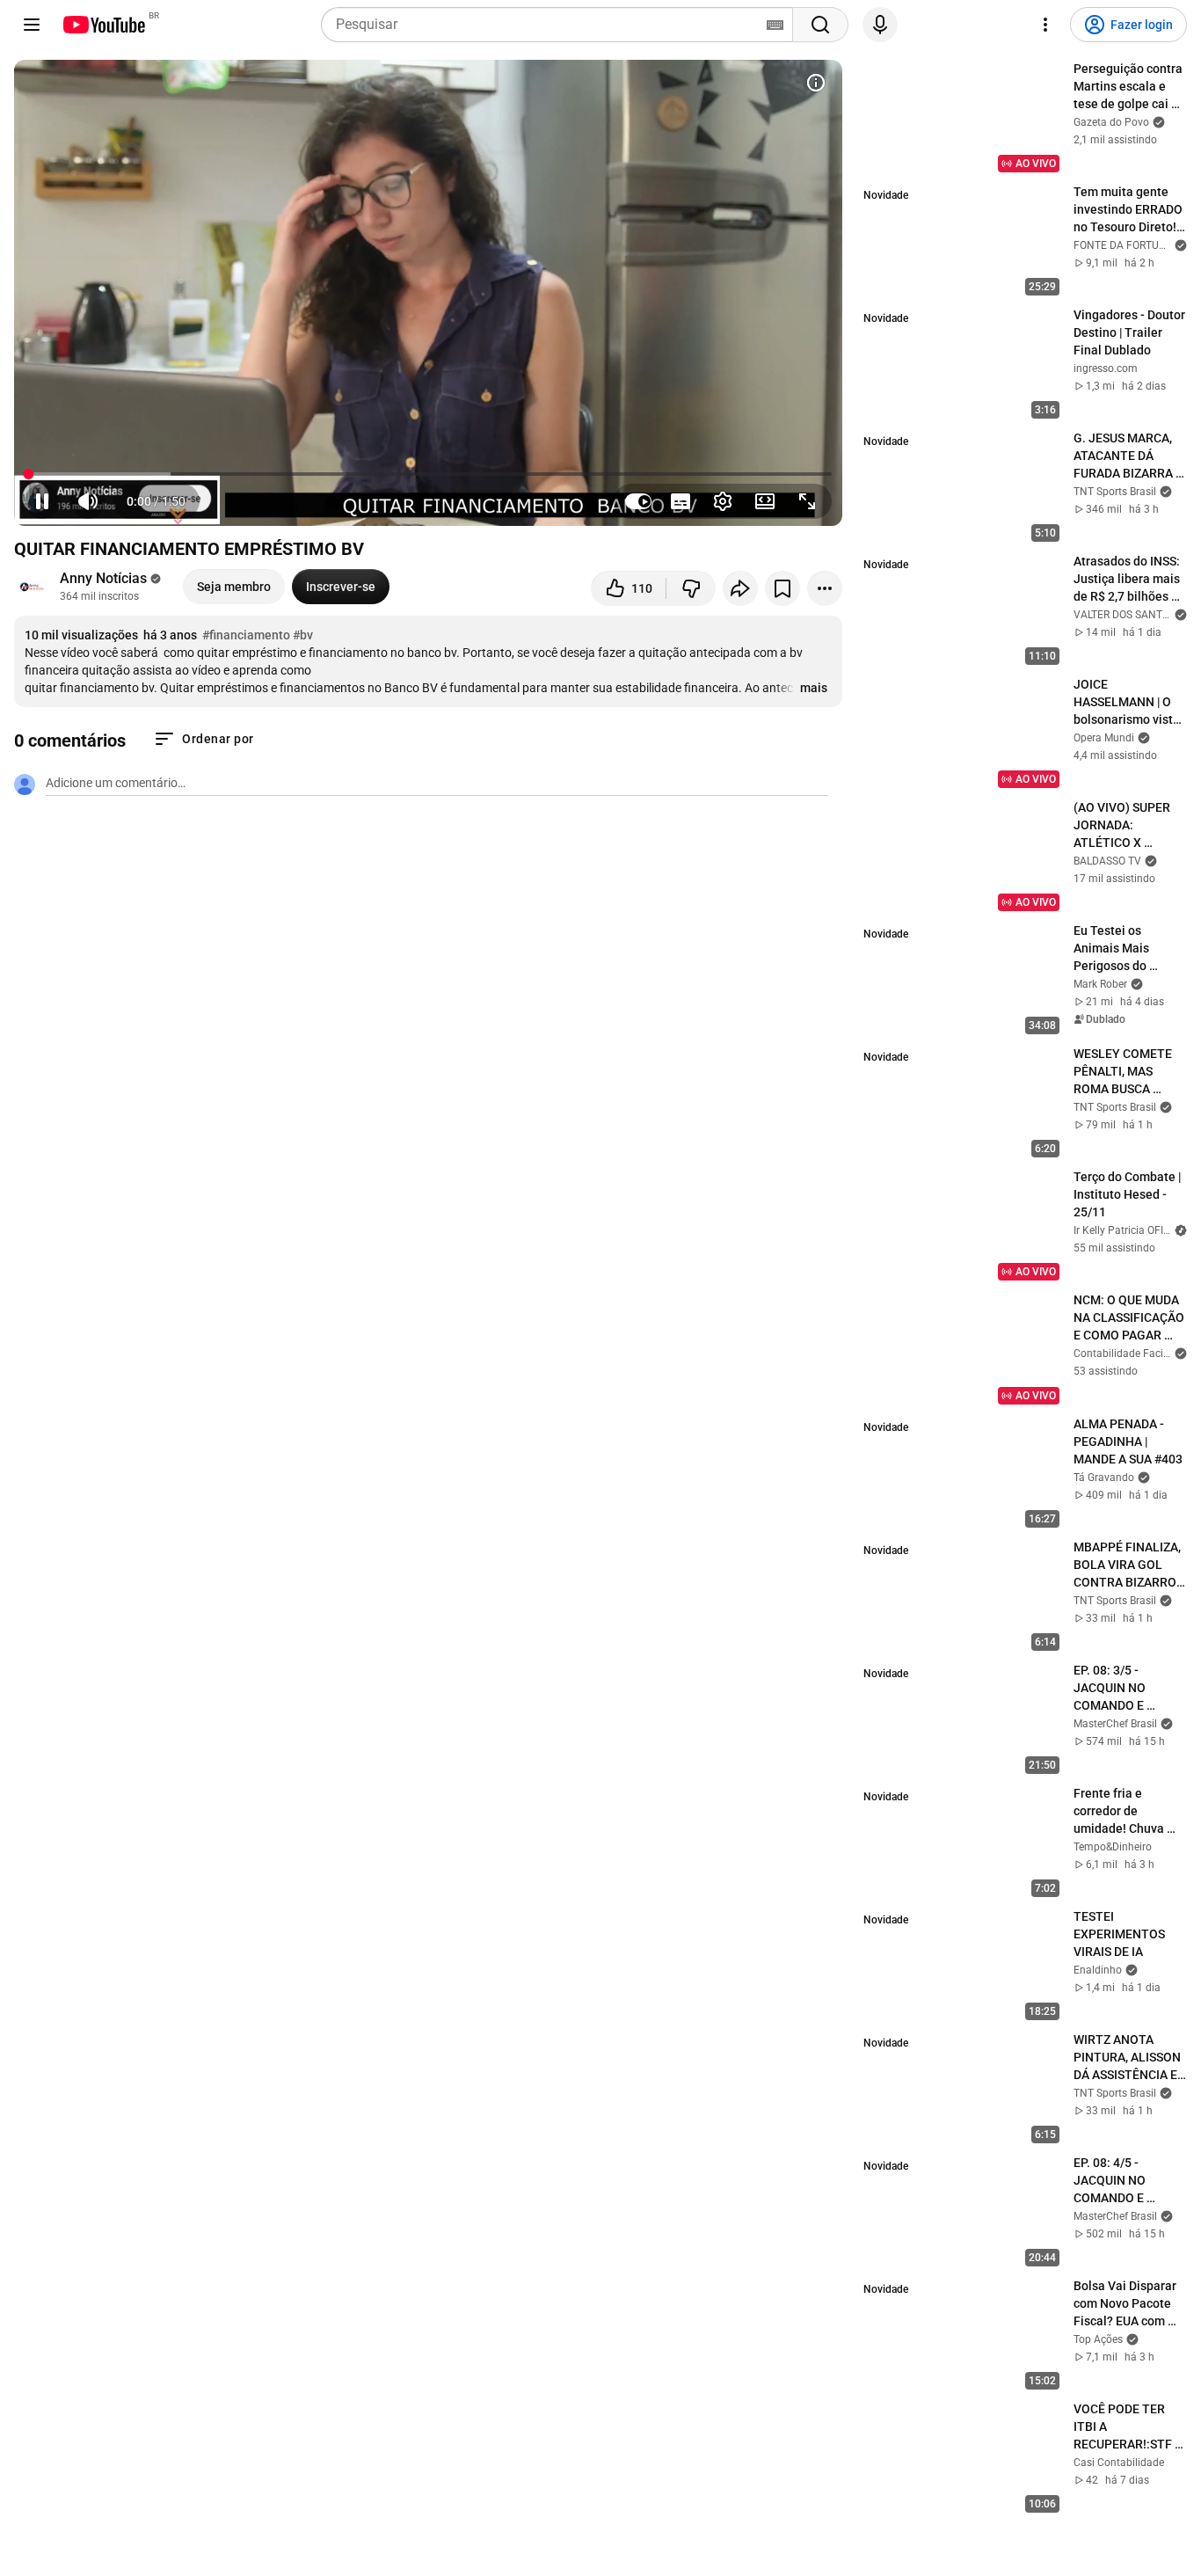 YouTube BR
Pesquisar
Fazer login
Anny Notícias
0:00 / 1:50
QUITAR FINANCIAMENTO BANCO BV
QUITAR FINANCIAMENTO EMPRÉSTIMO BV
Anny Notícias
364 mil inscritos
Seja membro
Inscrever-se
110
10 mil visualizações há 3 anos #financiamento #bv
Nesse vídeo você saberá como quitar empréstimo e financiamento no banco bv. Portanto, se você deseja fazer a quitação antecipada com a bv
financeira quitação assista ao vídeo e aprenda como
quitar financiamento bv. Quitar empréstimos e financiamentos no Banco BV é fundamental para manter sua estabilidade financeira. Ao antec mais
0 comentários
Ordenar por
Adicione um comentário…
Perseguição contra
Martins escala e
tese de golpe cai …
Gazeta do Povo
2,1 mil assistindo
AO VIVO
Novidade
Tem muita gente
investindo ERRADO
no Tesouro Direto!…
FONTE DA FORTU…
9,1 mil há 2 h
25:29
Novidade
Vingadores - Doutor
Destino | Trailer
Final Dublado
ingresso.com
1,3 mi há 2 dias
3:16
Novidade
G. JESUS MARCA,
ATACANTE DÁ
FURADA BIZARRA …
TNT Sports Brasil
346 mil há 3 h
5:10
Novidade
Atrasados do INSS:
Justiça libera mais
de R$ 2,7 bilhões …
VALTER DOS SANT…
14 mil há 1 dia
11:10
JOICE
HASSELMANN | O
bolsonarismo vist…
Opera Mundi
4,4 mil assistindo
AO VIVO
(AO VIVO) SUPER
JORNADA:
ATLÉTICO X …
BALDASSO TV
17 mil assistindo
AO VIVO
Novidade
Eu Testei os
Animais Mais
Perigosos do …
Mark Rober
21 mi há 4 dias
Dublado
34:08
Novidade
WESLEY COMETE
PÊNALTI, MAS
ROMA BUSCA …
TNT Sports Brasil
79 mil há 1 h
6:20
Terço do Combate |
Instituto Hesed -
25/11
Ir Kelly Patricia OFI…
55 mil assistindo
AO VIVO
NCM: O QUE MUDA
NA CLASSIFICAÇÃO
E COMO PAGAR …
Contabilidade Faci…
53 assistindo
AO VIVO
Novidade
ALMA PENADA -
PEGADINHA |
MANDE A SUA #403
Tá Gravando
409 mil há 1 dia
16:27
Novidade
MBAPPÉ FINALIZA,
BOLA VIRA GOL
CONTRA BIZARRO…
TNT Sports Brasil
33 mil há 1 h
6:14
Novidade
EP. 08: 3/5 -
JACQUIN NO
COMANDO E …
MasterChef Brasil
574 mil há 15 h
21:50
Novidade
Frente fria e
corredor de
umidade! Chuva …
Tempo&Dinheiro
6,1 mil há 3 h
7:02
Novidade
TESTEI
EXPERIMENTOS
VIRAIS DE IA
Enaldinho
1,4 mi há 1 dia
18:25
Novidade
WIRTZ ANOTA
PINTURA, ALISSON
DÁ ASSISTÊNCIA E…
TNT Sports Brasil
33 mil há 1 h
6:15
Novidade
EP. 08: 4/5 -
JACQUIN NO
COMANDO E …
MasterChef Brasil
502 mil há 15 h
20:44
Novidade
Bolsa Vai Disparar
com Novo Pacote
Fiscal? EUA com …
Top Ações
7,1 mil há 3 h
15:02
VOCÊ PODE TER
ITBI A
RECUPERAR!:STF …
Casi Contabilidade
42 há 7 dias
10:06